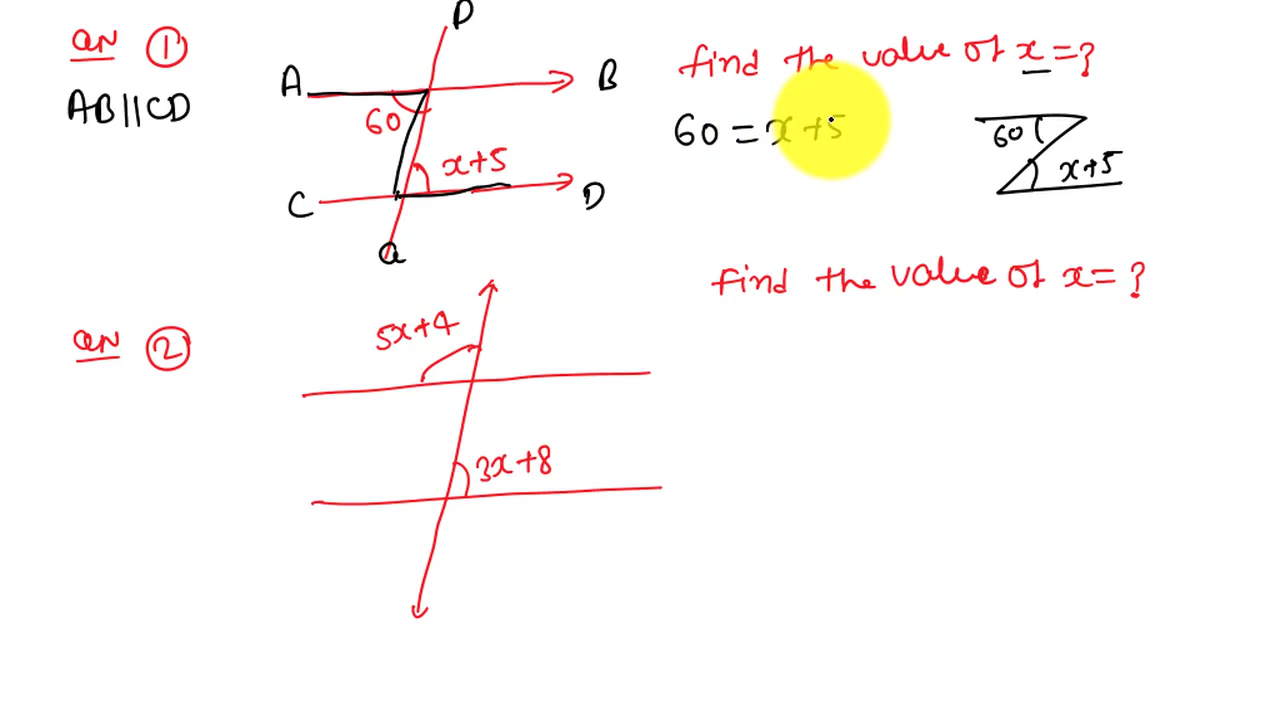 QN ①
AB||CD
P
A
B
60
x+5
C
D
Q
find the value of x=?
60=x+5
60
x+5
QN ②
5x+4
3x+8
find the value of x=?